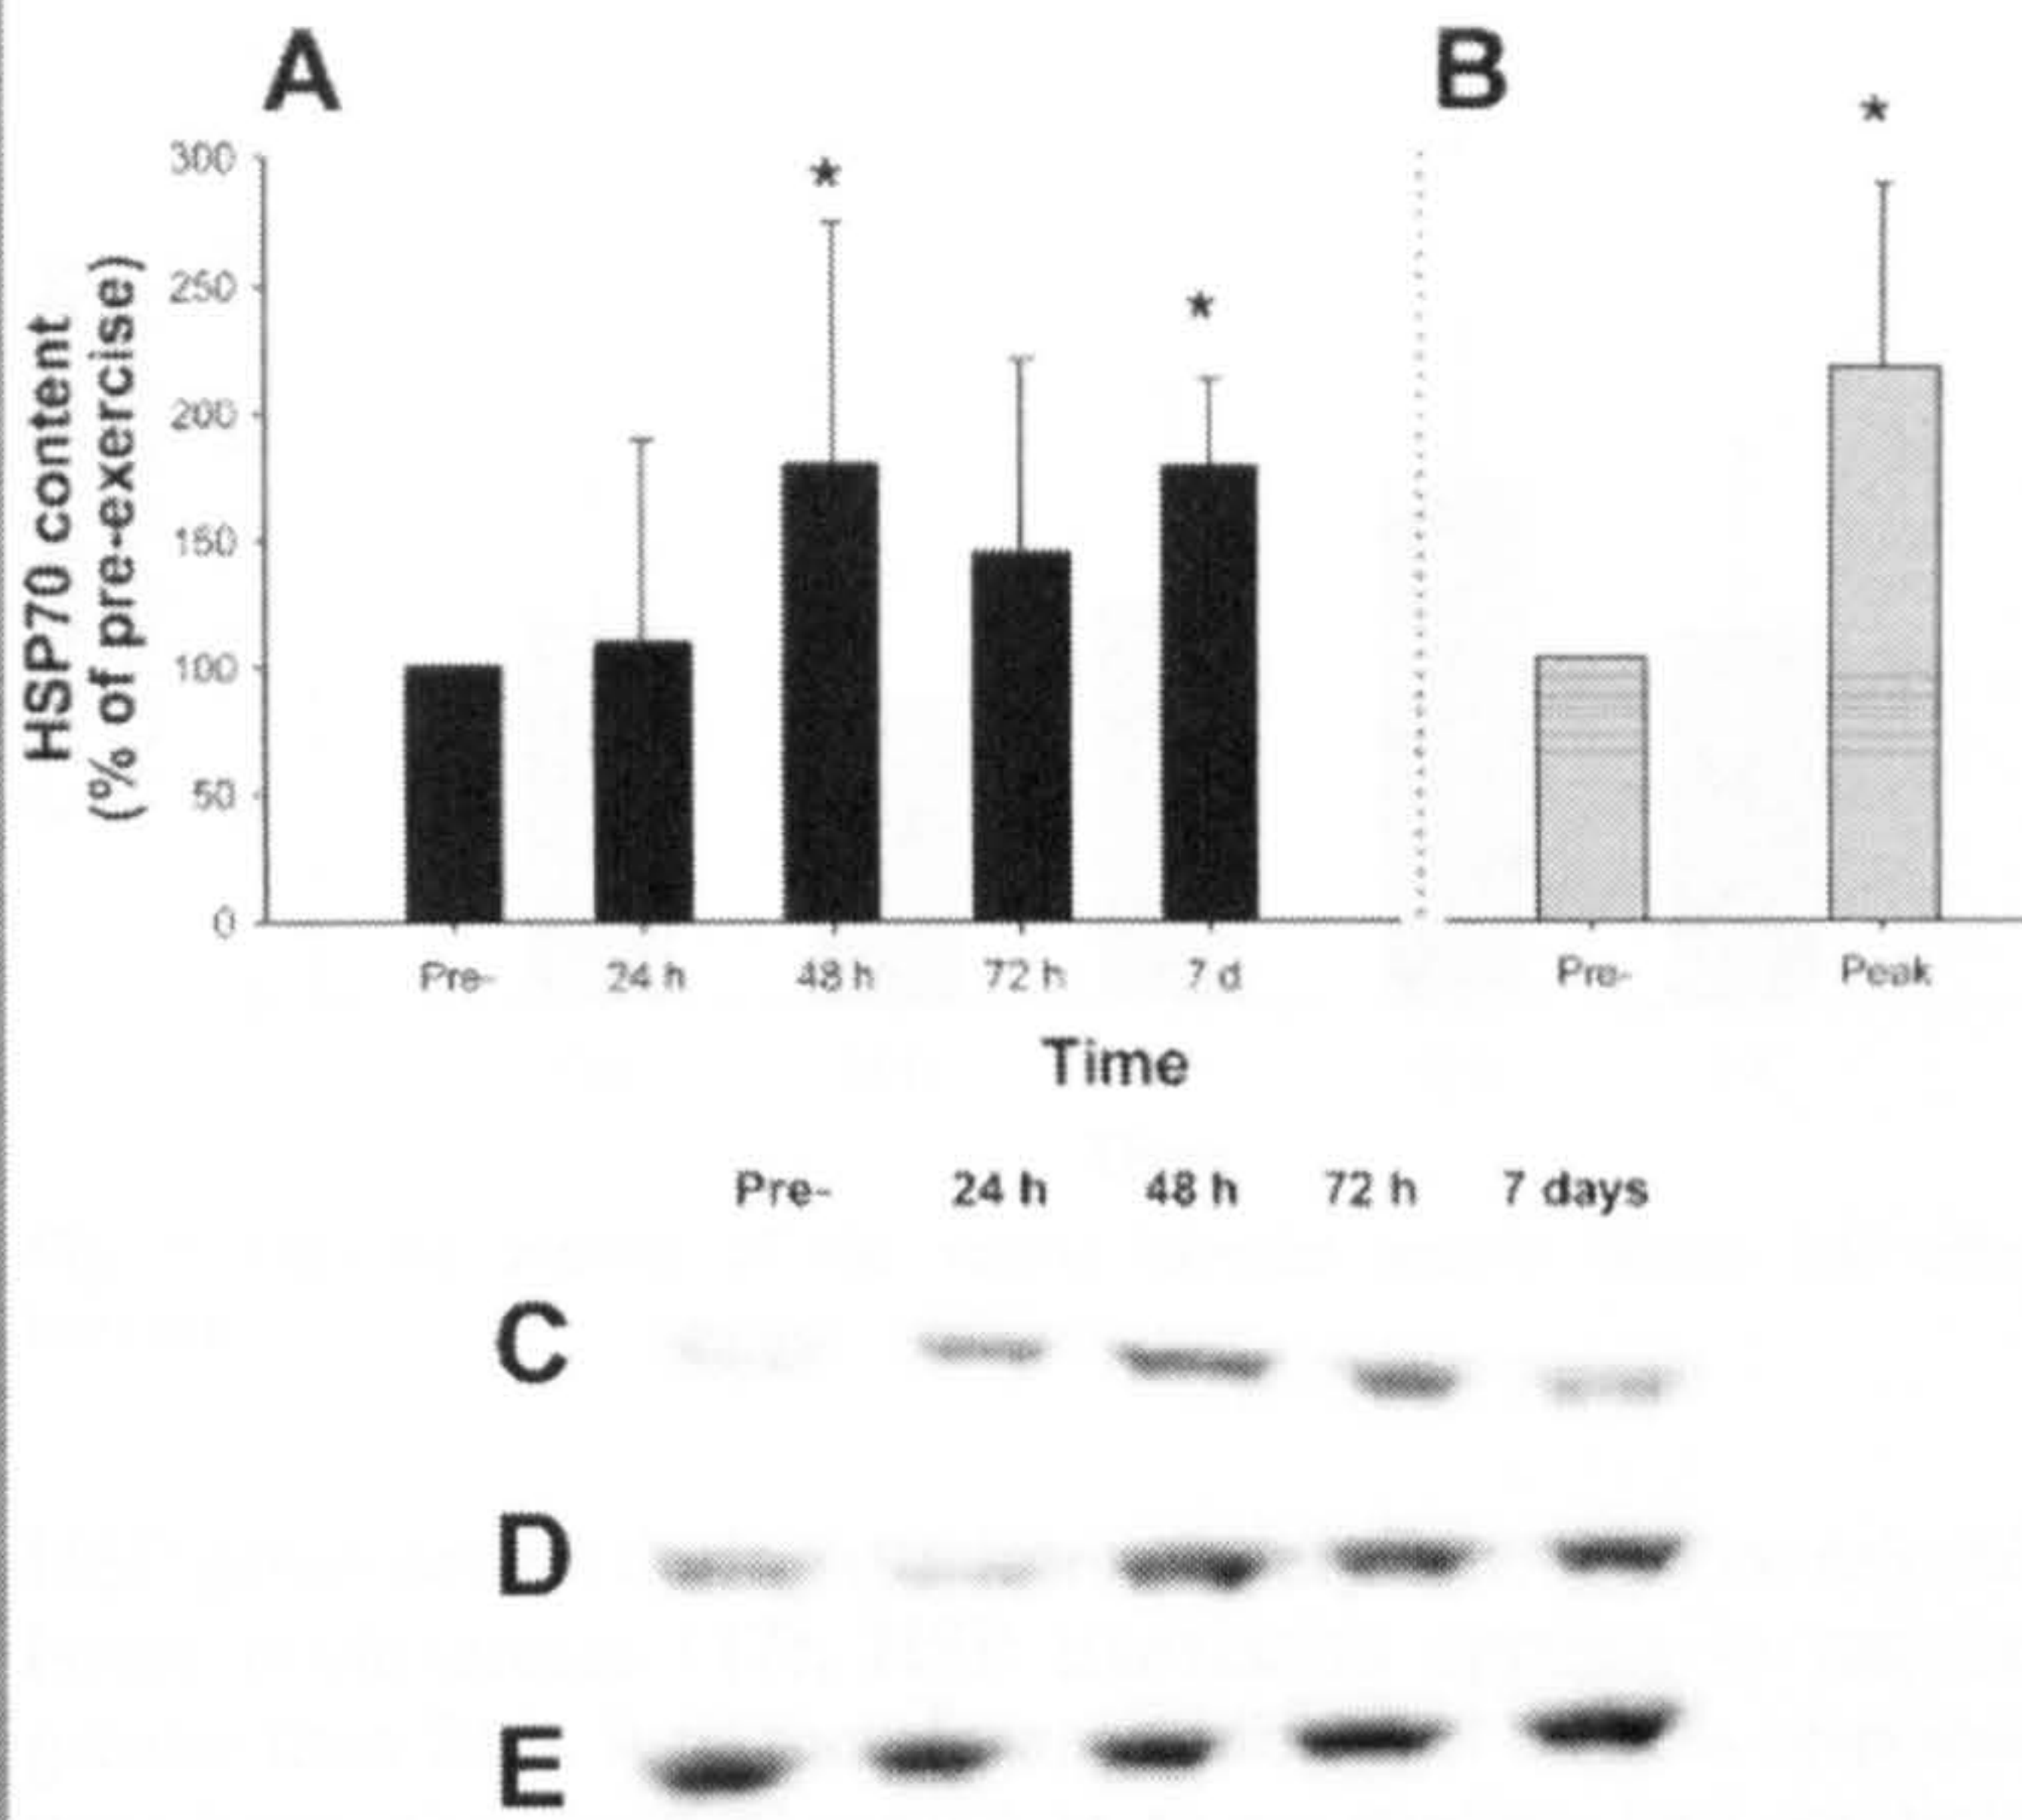 A
B
*
300
*
250
*
200
150
100
50
0
HSP70 content
(% of pre-exercise)
Pre- 24 h 48 h 72 h 7 d Pre- Peak
Time
Pre- 24 h 48 h 72 h 7 days
C
D
E